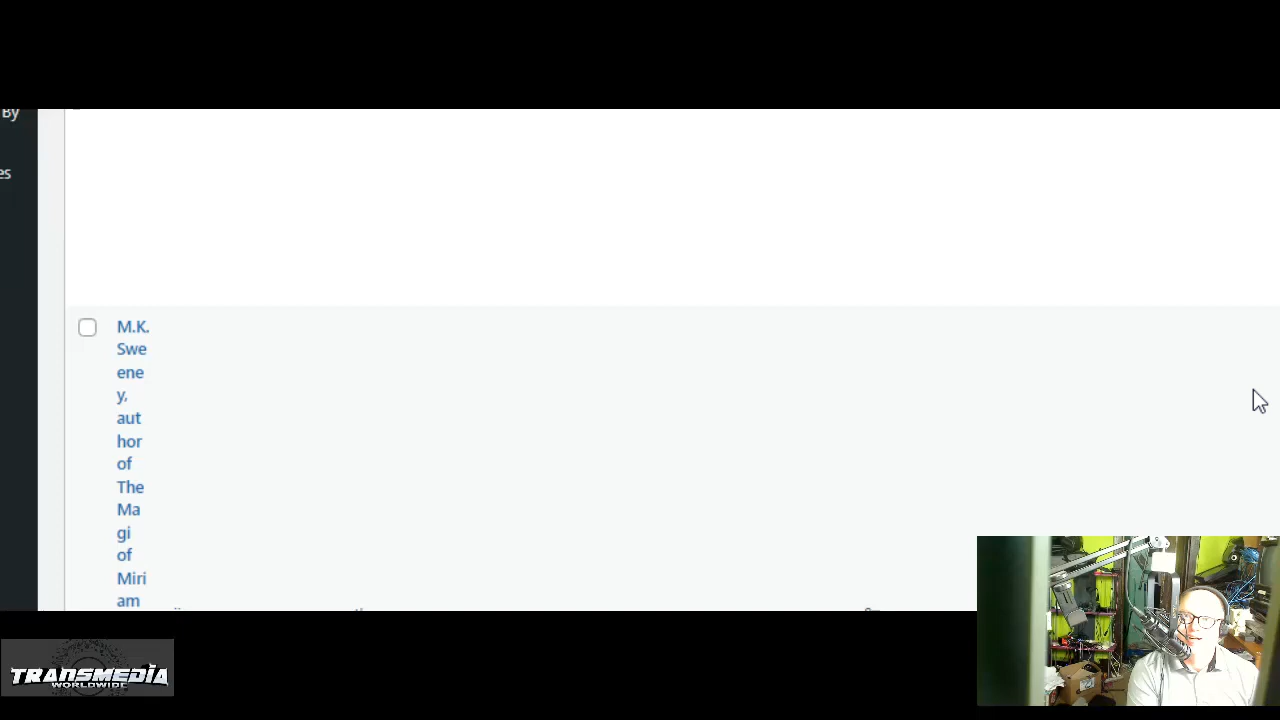 By
es
M.K.
Swe
ene
y,
aut
hor
of
The
Ma
gi
of
Miri
am
TRANSMEDIA
WORLDWIDE